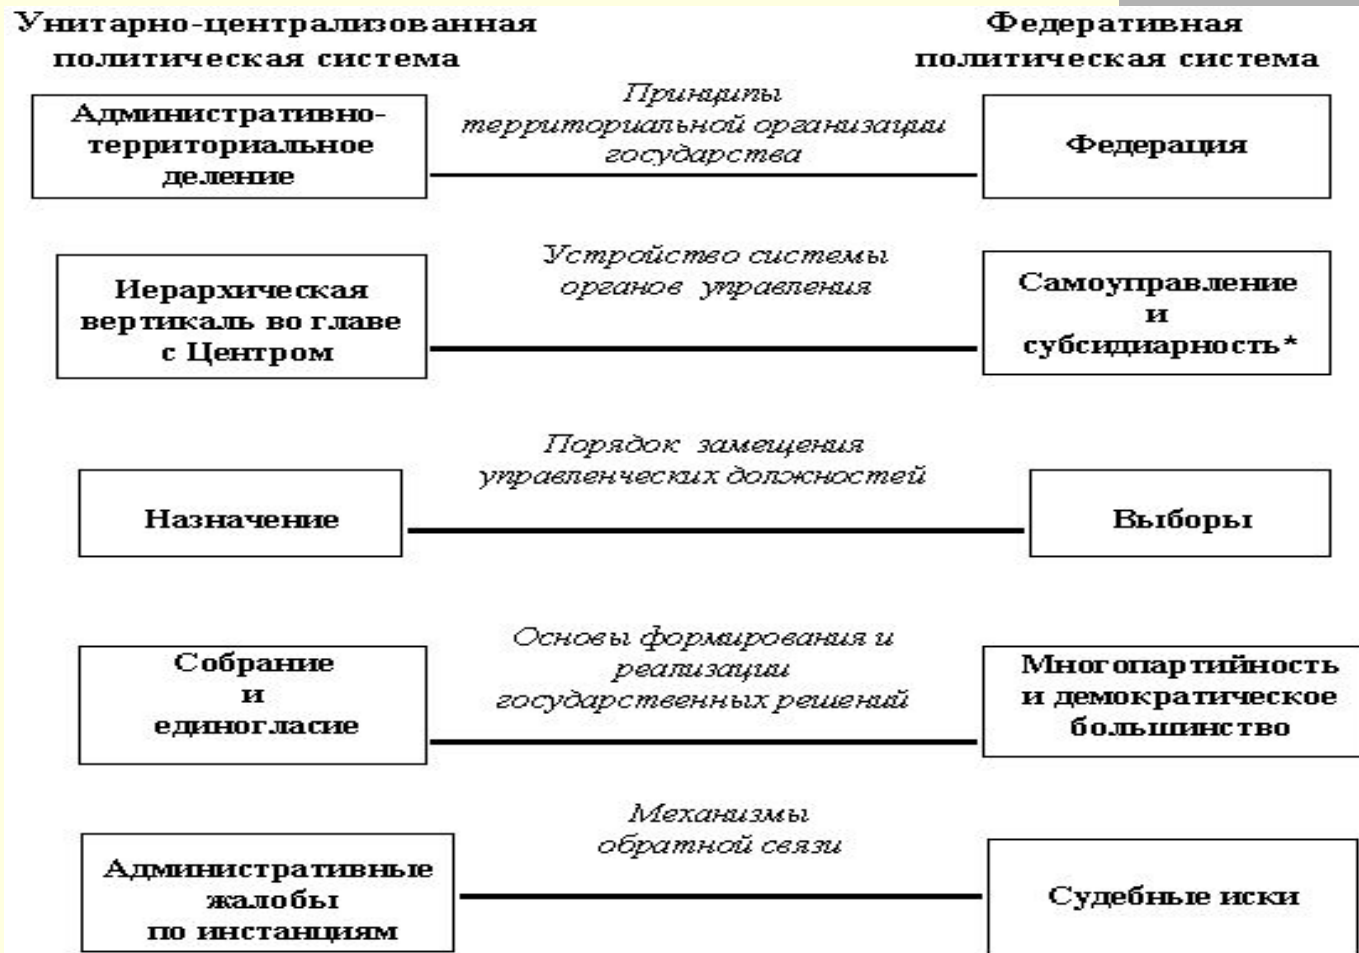 Унитарно-централизованная
политическая система
Федеративная
политическая система
Административно-
территориальное
деление
Принципы
территориальной организации
государства
Федерация
Иерархическая
вертикаль во главе
с Центром
Устройство системы
органов управления
Самоуправление
и
субсидиарность*
Назначение
Порядок замещения
управленческих должностей
Выборы
Собрание
и
единогласие
Основы формирования и
реализации
государственных решений
Многопартийность
и демократическое
большинство
Административные
жалобы
по инстанциям
Механизмы
обратной связи
Судебные иски